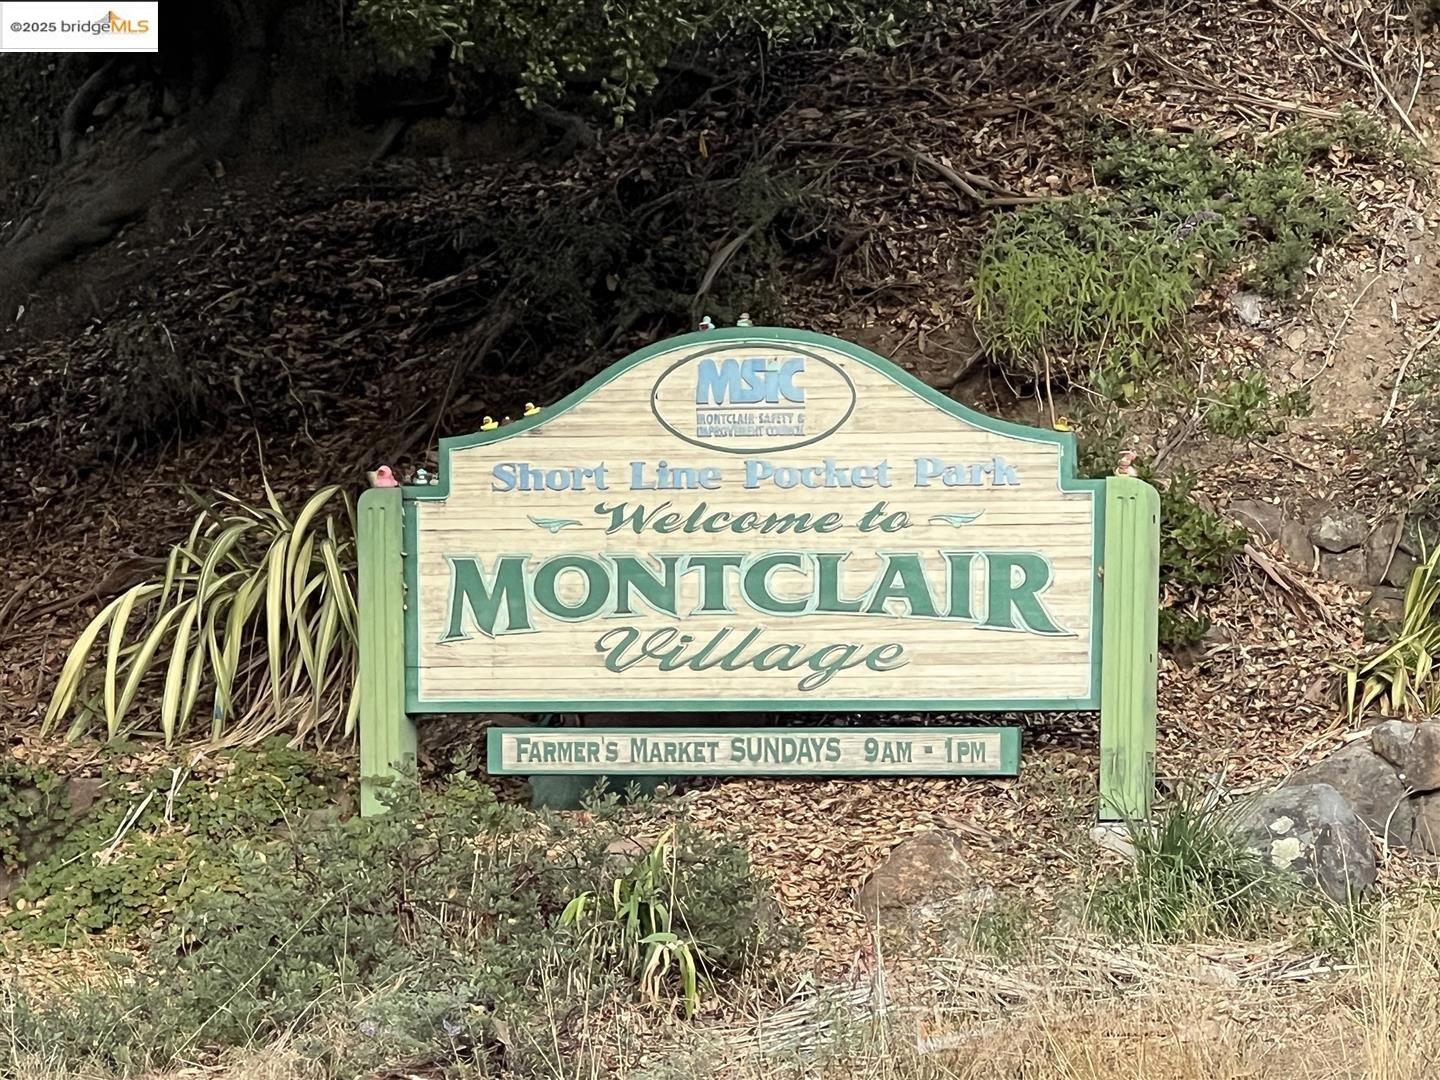 ©2025 bridgeMLS
MSiC
MONTCLAIR SAFETY &
IMPROVEMENT COUNCIL
Short Line Pocket Park
Welcome to
MONTCLAIR
Village
FARMER'S MARKET SUNDAYS 9AM - 1PM